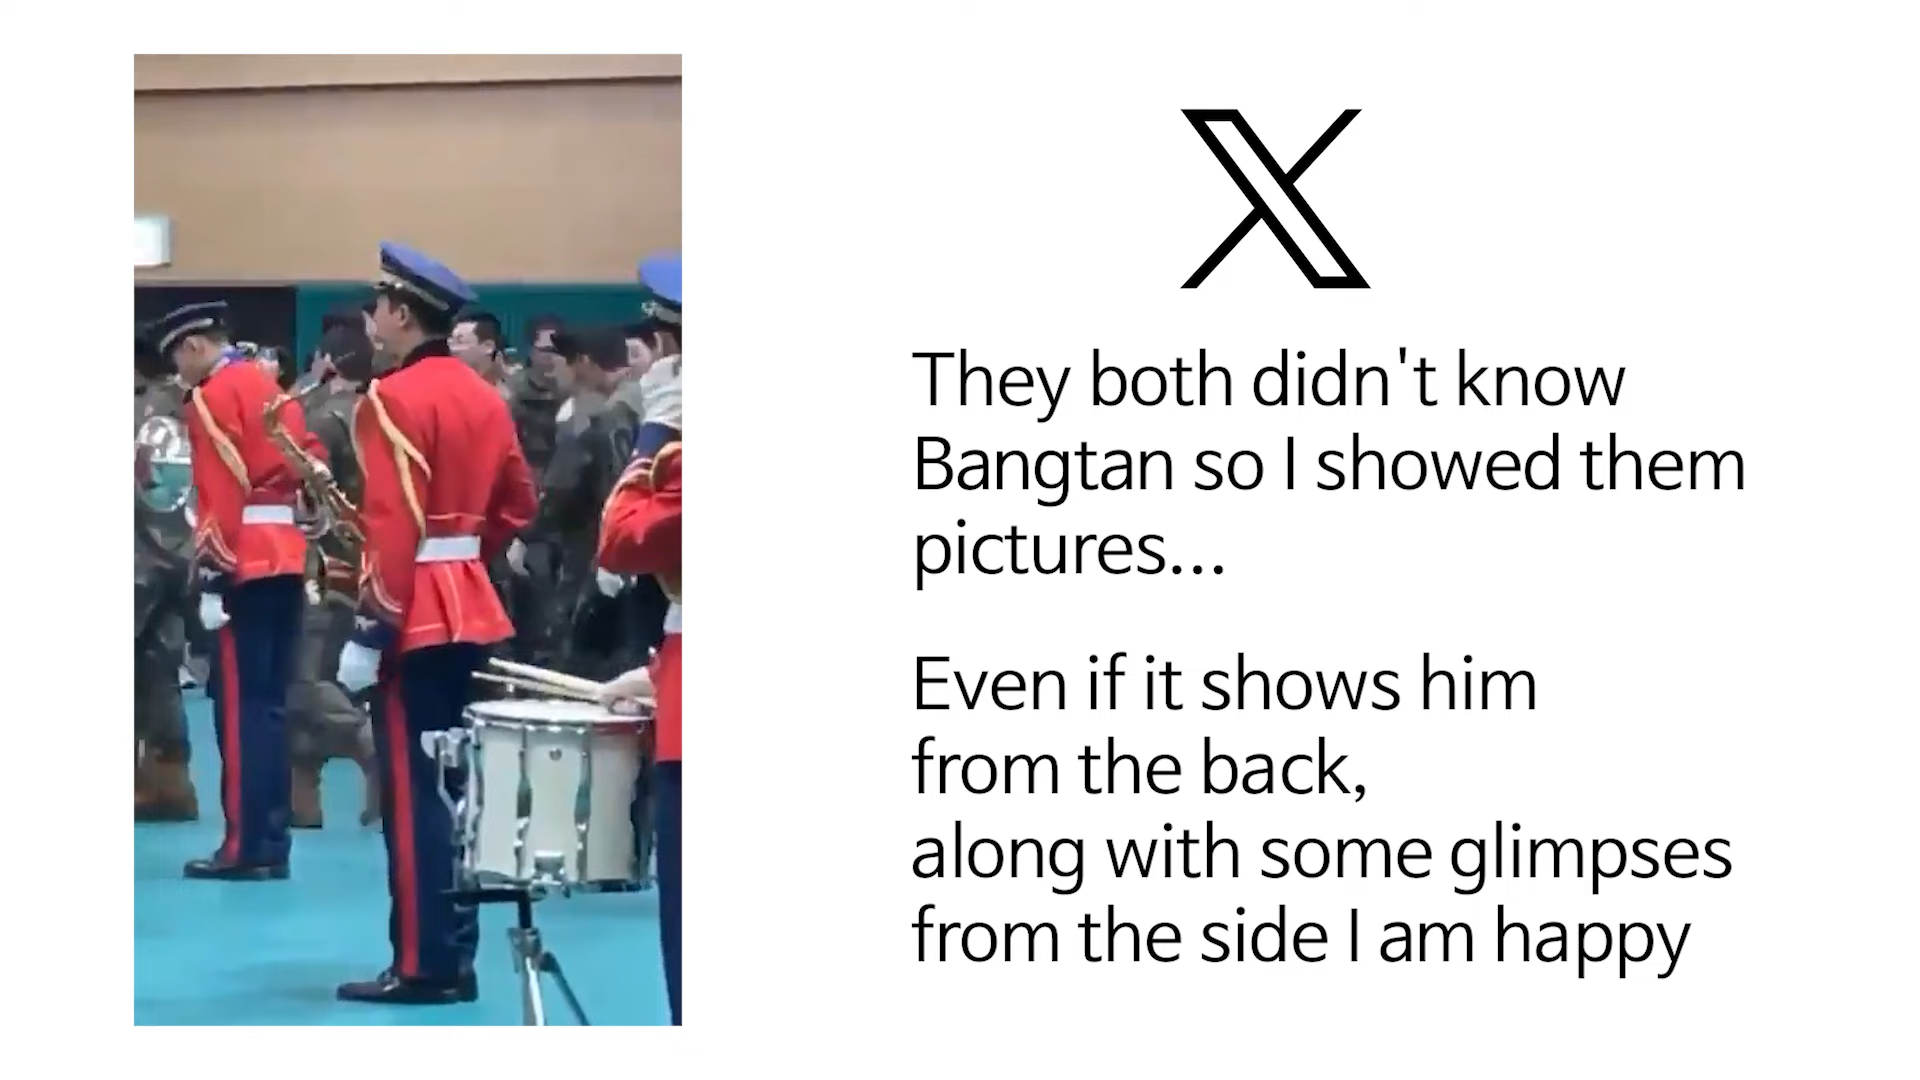 They both didn't know
Bangtan so I showed them
pictures...
Even if it shows him
from the back,
along with some glimpses
from the side I am happy